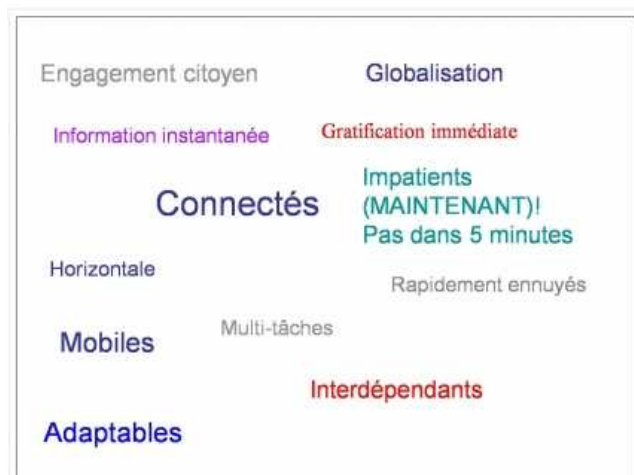 Engagement citoyen
Globalisation
Information instantanée
Gratification immédiate
Connectés
Impatients
(MAINTENANT)!
Pas dans 5 minutes
Horizontale
Rapidement ennuyés
Multi-tâches
Mobiles
Interdépendants
Adaptables